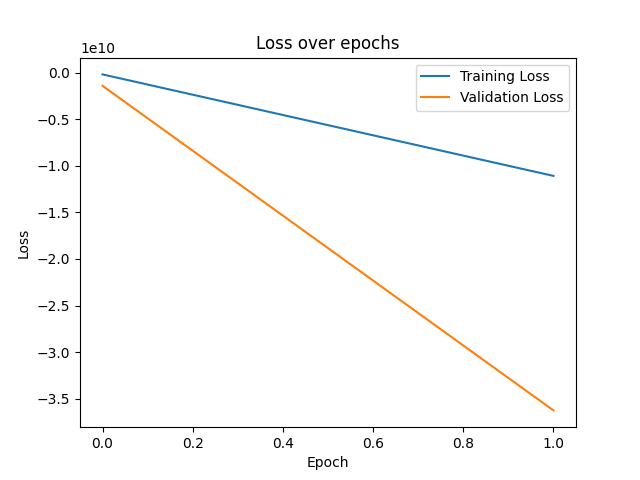 Loss over epochs
1e10
0.0
−0.5
−1.0
−1.5
−2.0
−2.5
−3.0
−3.5
Loss
Training Loss
Validation Loss
0.0 0.2 0.4 0.6 0.8 1.0
Epoch